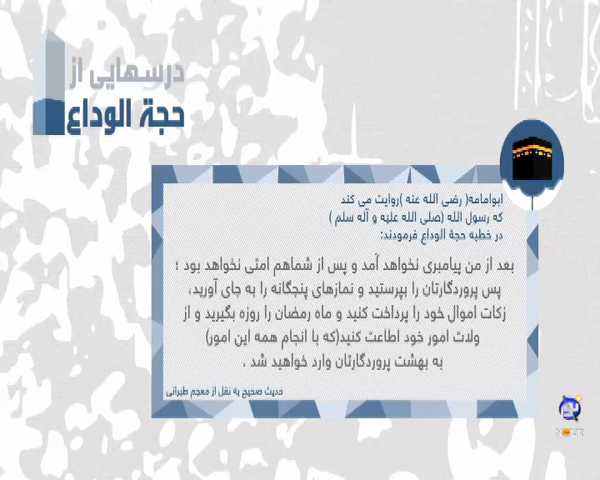 درسهایی از
حجة الوداع
ابوامامه( رضی الله عنه )روایت می کند
که رسول الله (صلی الله علیه و آله سلم )
در خطبه حجة الوداع فرمودند:
بعد از من پیامبری نخواهد آمد و پس از شماهم امتی نخواهد بود ؛
پس پروردگارتان را بپرستید و نمازهای پنجگانه را به جای آورید،
زکات اموال خود را پرداخت کنید و ماه رمضان را روزه بگیرید و از
ولات امور خود اطاعت کنید(که با انجام همه این امور)
به بهشت پروردگارتان وارد خواهید شد .
حدیث صحیح به نقل از معجم طبرانی